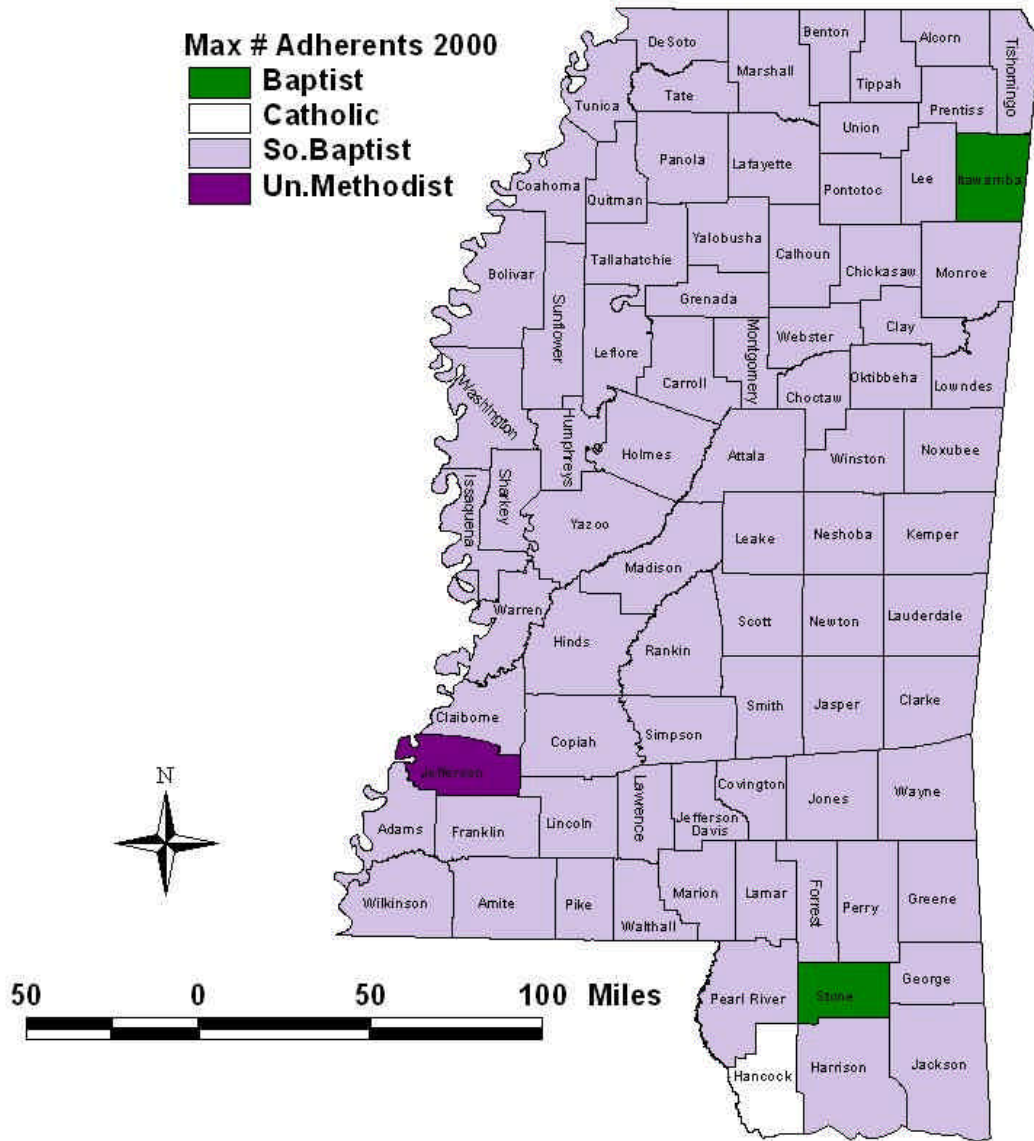 Max # Adherents 2000
Baptist
Catholic
So.Baptist
Un.Methodist
DeSoto
Marshall
Benton
Tippah
Alcorn
Tishomingo
Tunica
Tate
Prentiss
Union
Panola
Lafayette
Pontotoc
Lee
Itawamba
Coahoma
Quitman
Yalobusha
Calhoun
Chickasaw
Monroe
Bolivar
Tallahatchie
Grenada
Sunflower
Leflore
Carroll
Montgomery
Webster
Clay
Oktibbeha
Lowndes
Choctaw
Washington
Humphreys
Holmes
Attala
Winston
Noxubee
Issaquena
Sharkey
Yazoo
Madison
Leake
Neshoba
Kemper
Warren
Hinds
Rankin
Scott
Newton
Lauderdale
Claiborne
Copiah
Simpson
Smith
Jasper
Clarke
Jefferson
Adams
Franklin
Lincoln
Lawrence
Jefferson
Davis
Covington
Jones
Wayne
Wilkinson
Amite
Pike
Walthall
Marion
Lamar
Forrest
Perry
Greene
Pearl River
Stone
George
Hancock
Harrison
Jackson
N
50 0 50 100 Miles